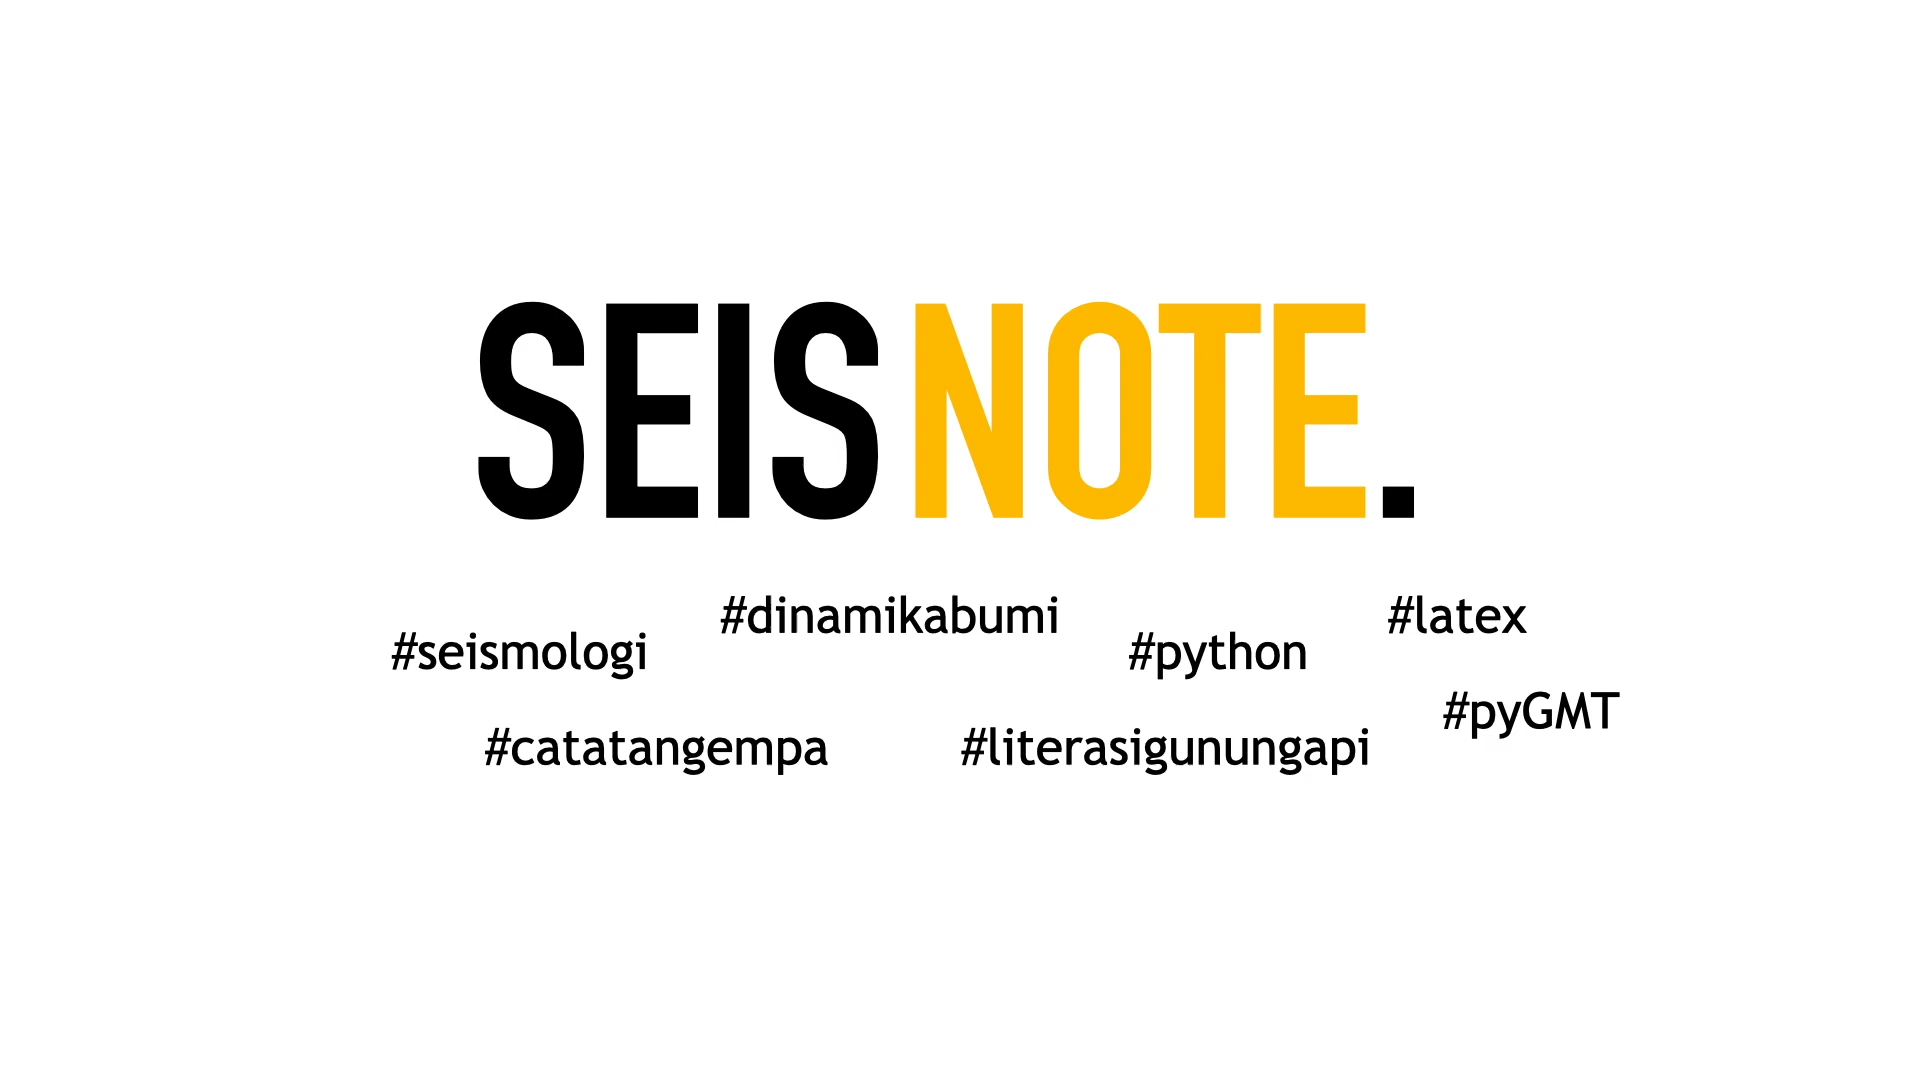 SEISNOTE.
#dinamikabumi #latex
#seismologi #python
#pyGMT
#catatangempa #literasigunungapi